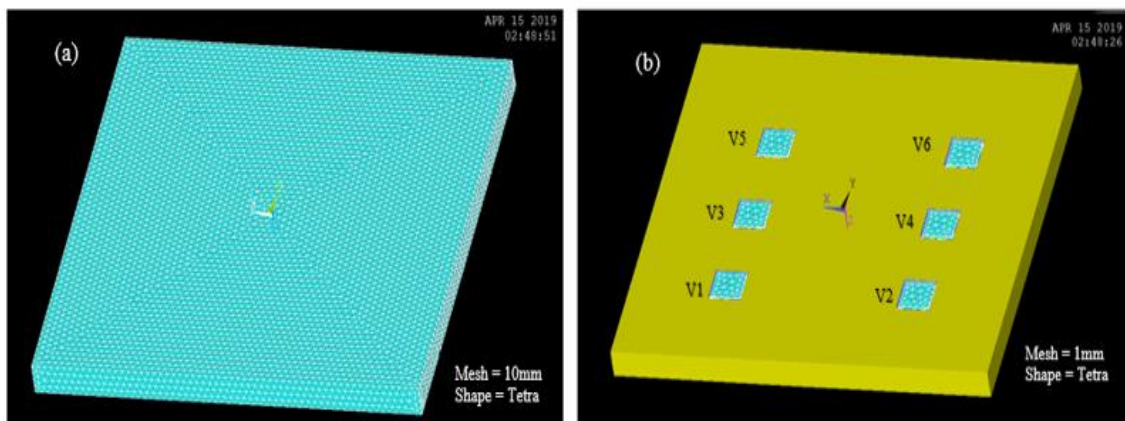 APR 15 2019
02:48:51
(a)
Mesh = 10mm
Shape = Tetra
APR 15 2019
02:48:26
(b)
V5
V6
X
Y
V3
V4
V1
V2
Mesh = 1mm
Shape = Tetra